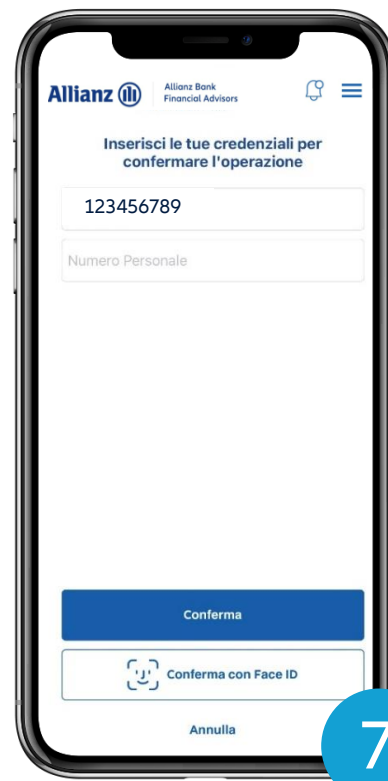 Allianz
Allianz Bank
Financial Advisors
Inserisci le tue credenziali per
confermare l'operazione
123456789
Numero Personale
Conferma
Conferma con Face ID
Annulla
7